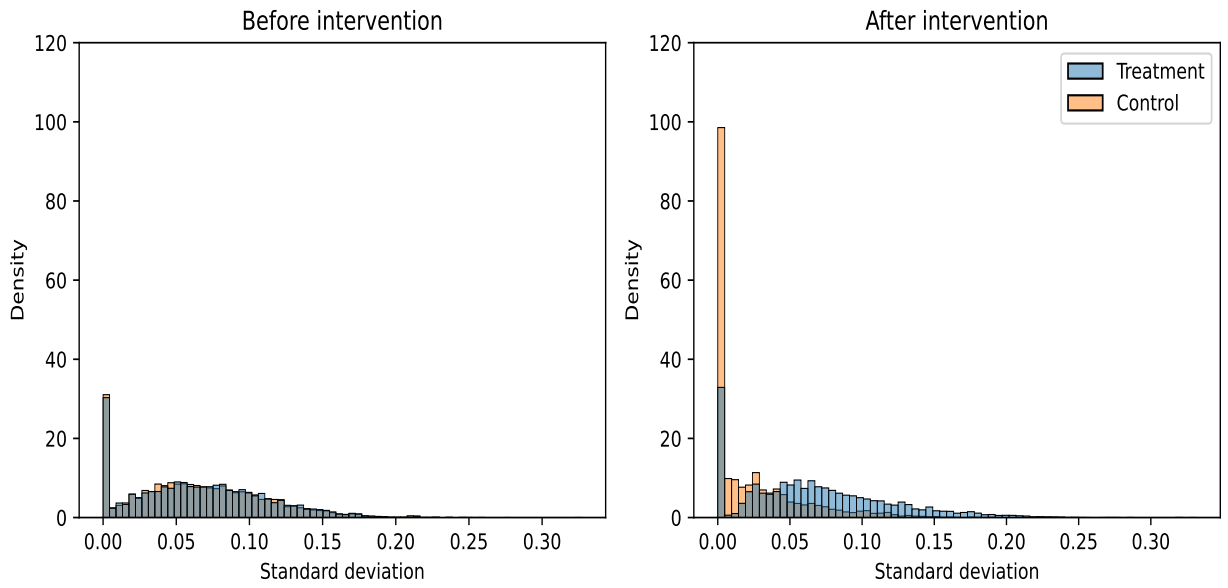 Before intervention
120
100
80
60
40
20
0
Density
0.00 0.05 0.10 0.15 0.20 0.25 0.30
Standard deviation
After intervention
120
100
80
60
40
20
0
Density
Treatment
Control
0.00 0.05 0.10 0.15 0.20 0.25 0.30
Standard deviation